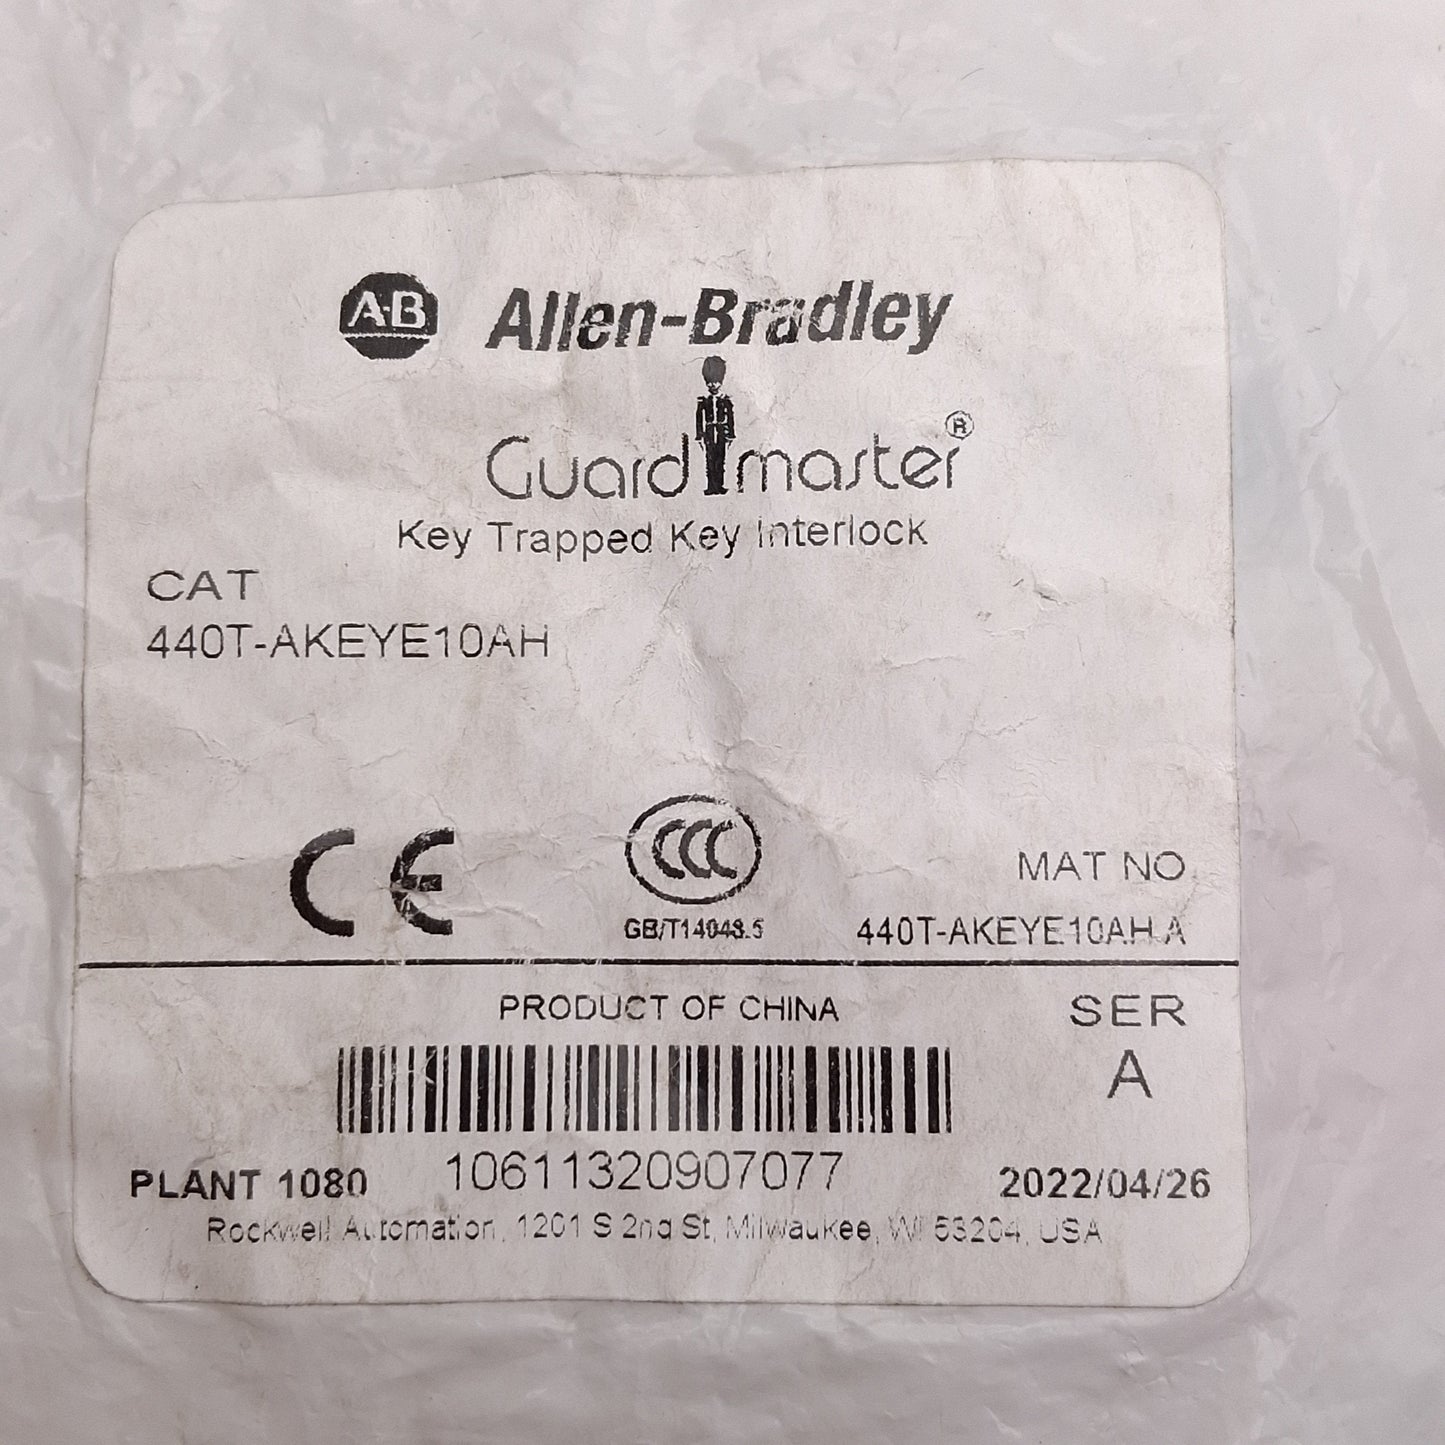 A-B Allen-Bradley
Guardmaster®
Key Trapped Key Interlock
CAT
440T-AKEYE10AH
CE
CCC
GB/T14048.5
MAT NO
440T-AKEYE10AH.A
PRODUCT OF CHINA
SER
A
10611320907077
PLANT 1080
2022/04/26
Rockwell Automation, 1201 S 2nd St, Milwaukee, WI 53204, USA